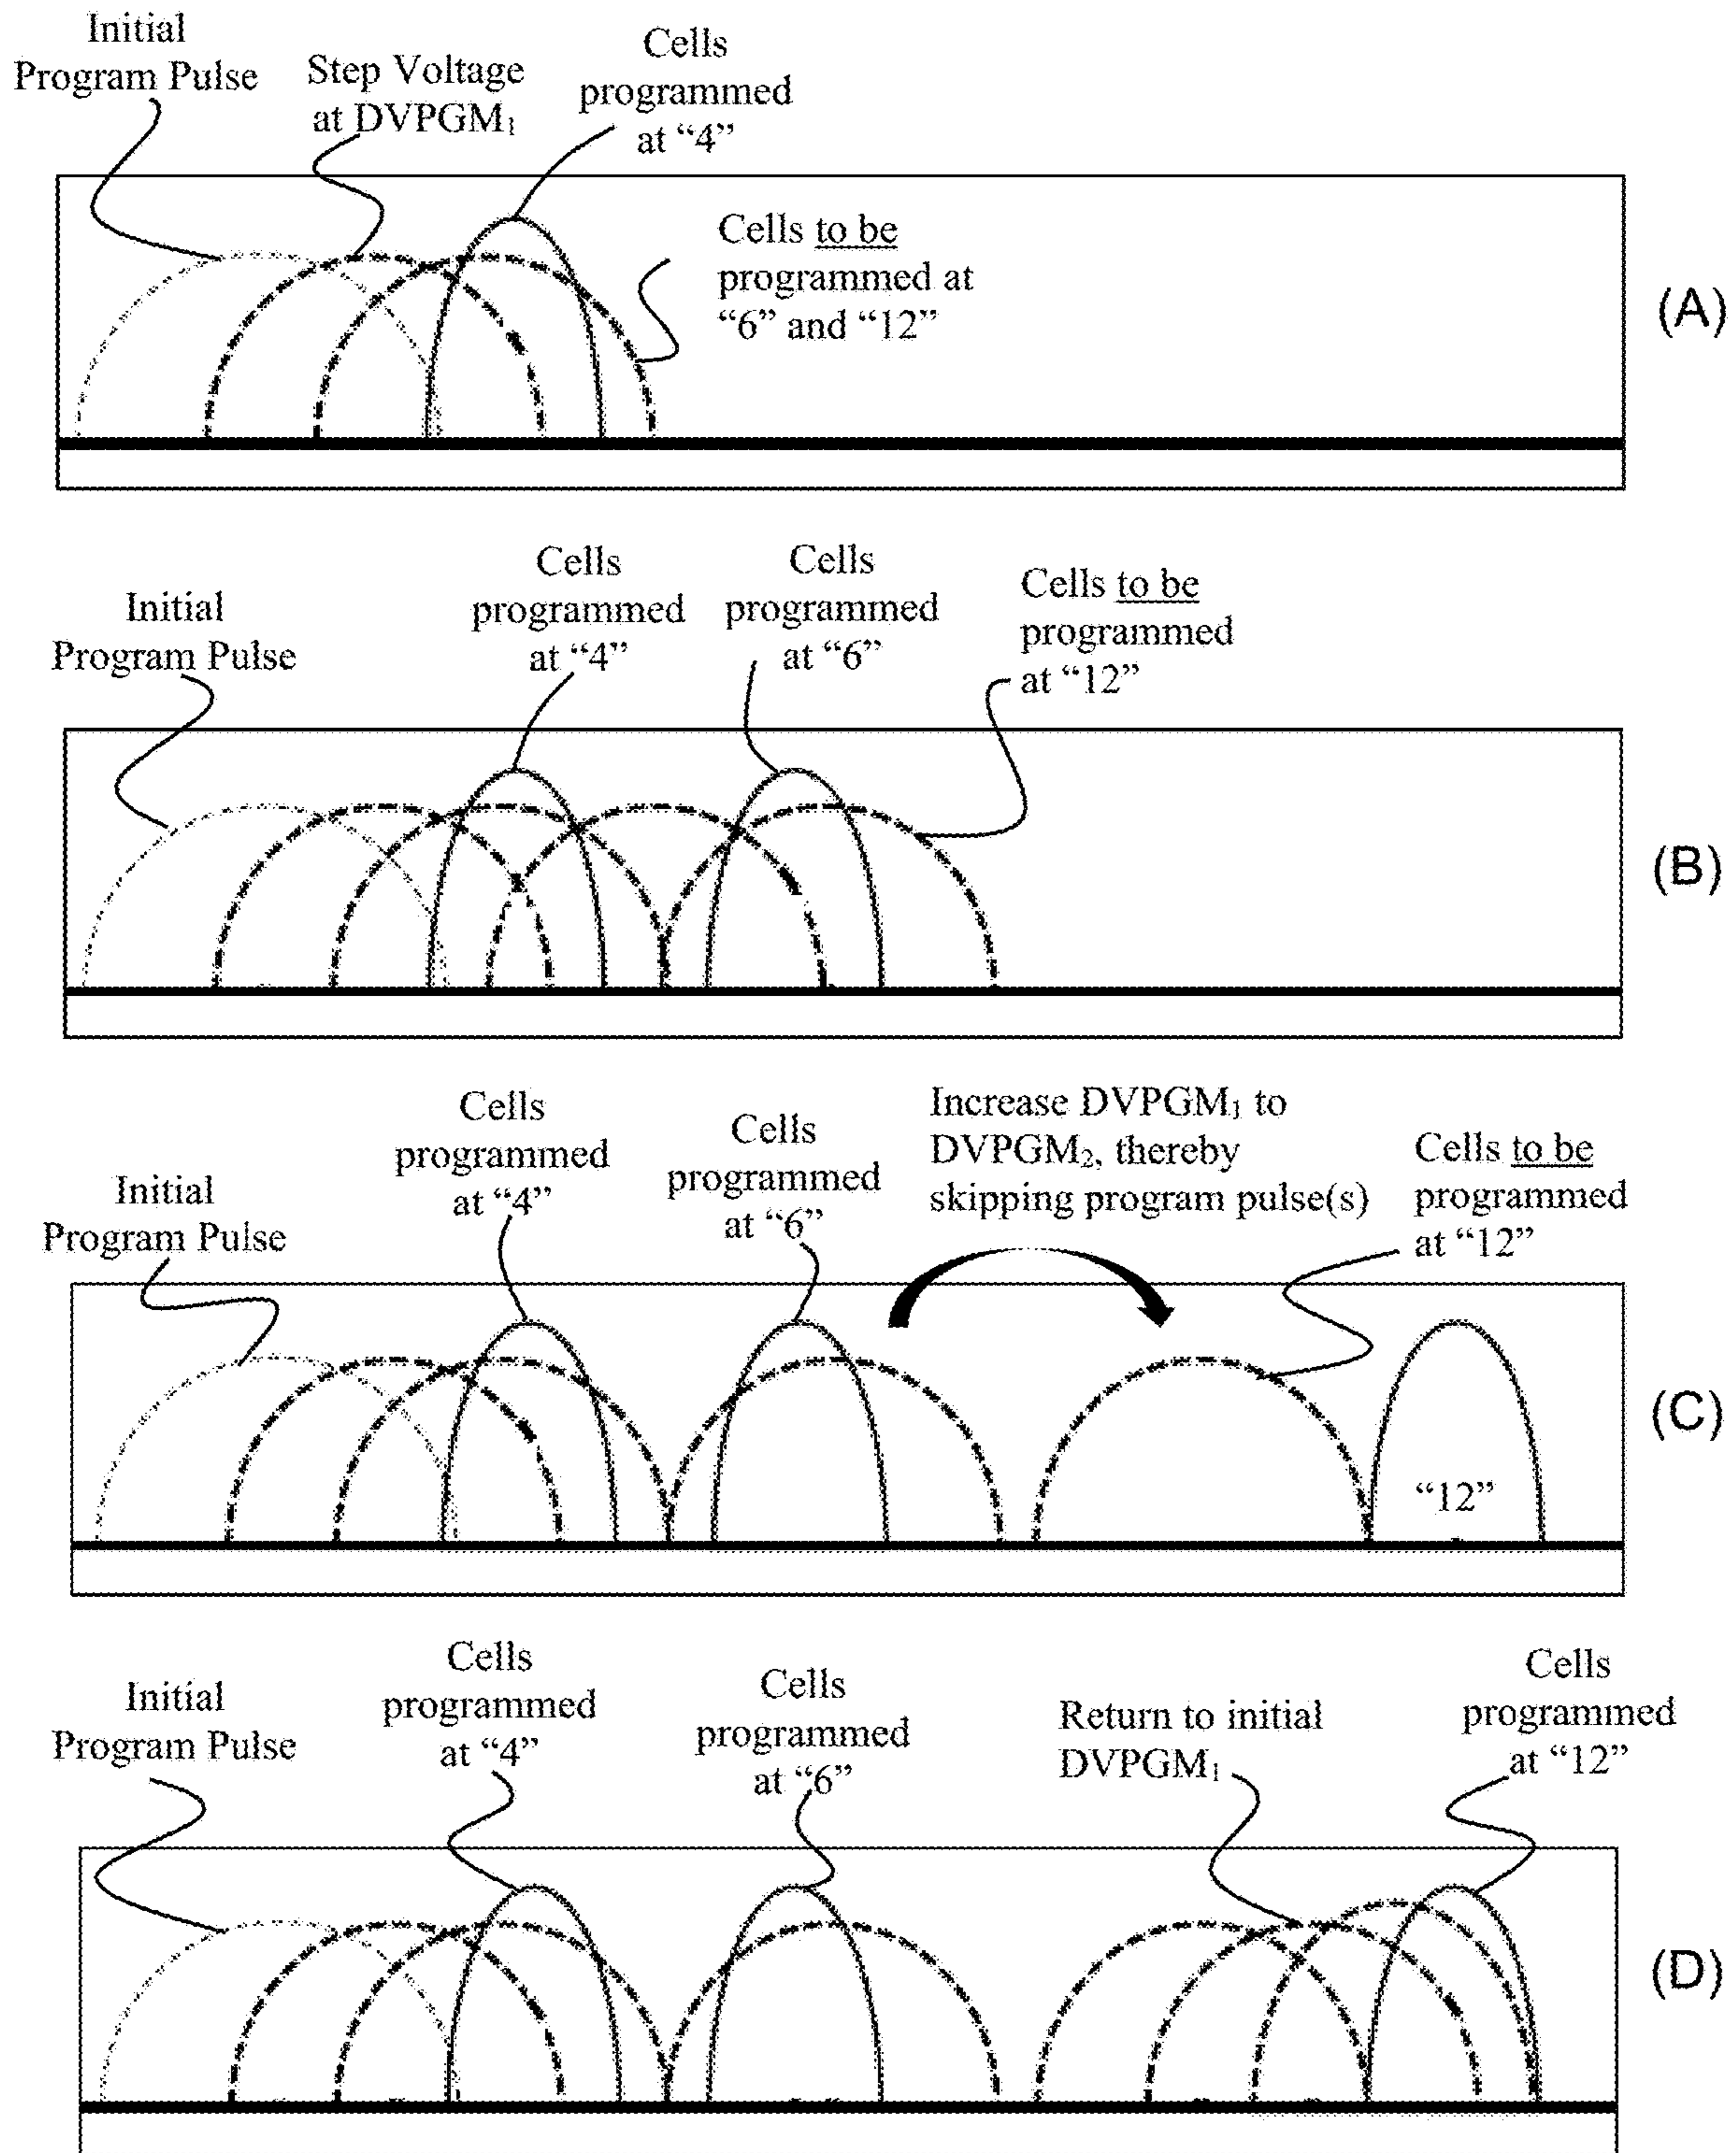 Initial
Program Pulse
Step Voltage
at DVPGM₁
Cells
programmed
at “4”
Cells to be
programmed at
“6” and “12”
(A)
Initial
Program Pulse
Cells
programmed
at “4”
Cells
programmed
at “6”
Cells to be
programmed
at “12”
(B)
Initial
Program Pulse
Cells
programmed
at “4”
Cells
programmed
at “6”
Increase DVPGM₁ to
DVPGM₂, thereby
skipping program pulse(s)
Cells to be
programmed
at “12”
“12”
(C)
Initial
Program Pulse
Cells
programmed
at “4”
Cells
programmed
at “6”
Return to initial
DVPGM₁
Cells
programmed
at “12”
(D)